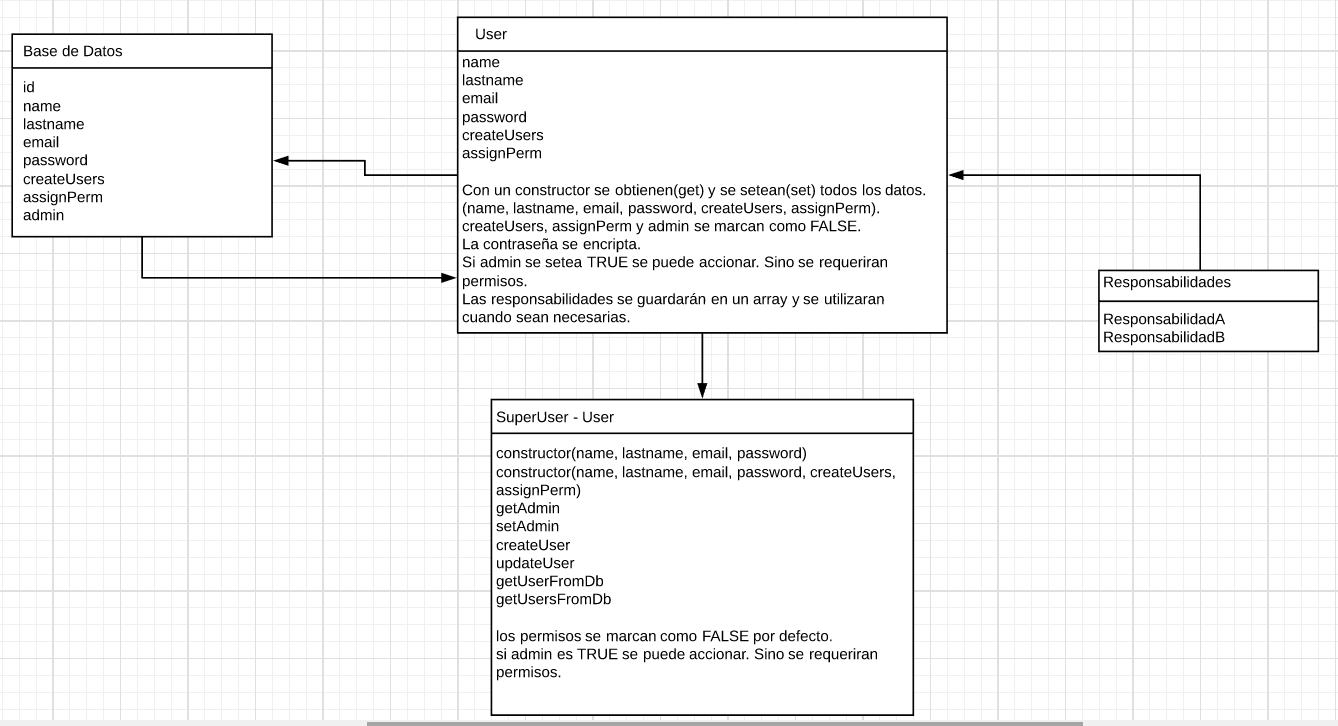 Base de Datos
id
name
lastname
email
password
createUsers
assignPerm
admin
User
name
lastname
email
password
createUsers
assignPerm
Con un constructor se obtienen(get) y se setean(set) todos los datos.
(name, lastname, email, password, createUsers, assignPerm).
createUsers, assignPerm y admin se marcan como FALSE.
La contraseña se encripta.
Si admin se setea TRUE se puede accionar. Sino se requeriran
permisos.
Las responsabilidades se guardarán en un array y se utilizaran
cuando sean necesarias.
Responsabilidades
ResponsabilidadA
ResponsabilidadB
SuperUser - User
constructor(name, lastname, email, password)
constructor(name, lastname, email, password, createUsers,
assignPerm)
getAdmin
setAdmin
createUser
updateUser
getUserFromDb
getUsersFromDb
los permisos se marcan como FALSE por defecto.
si admin es TRUE se puede accionar. Sino se requeriran
permisos.